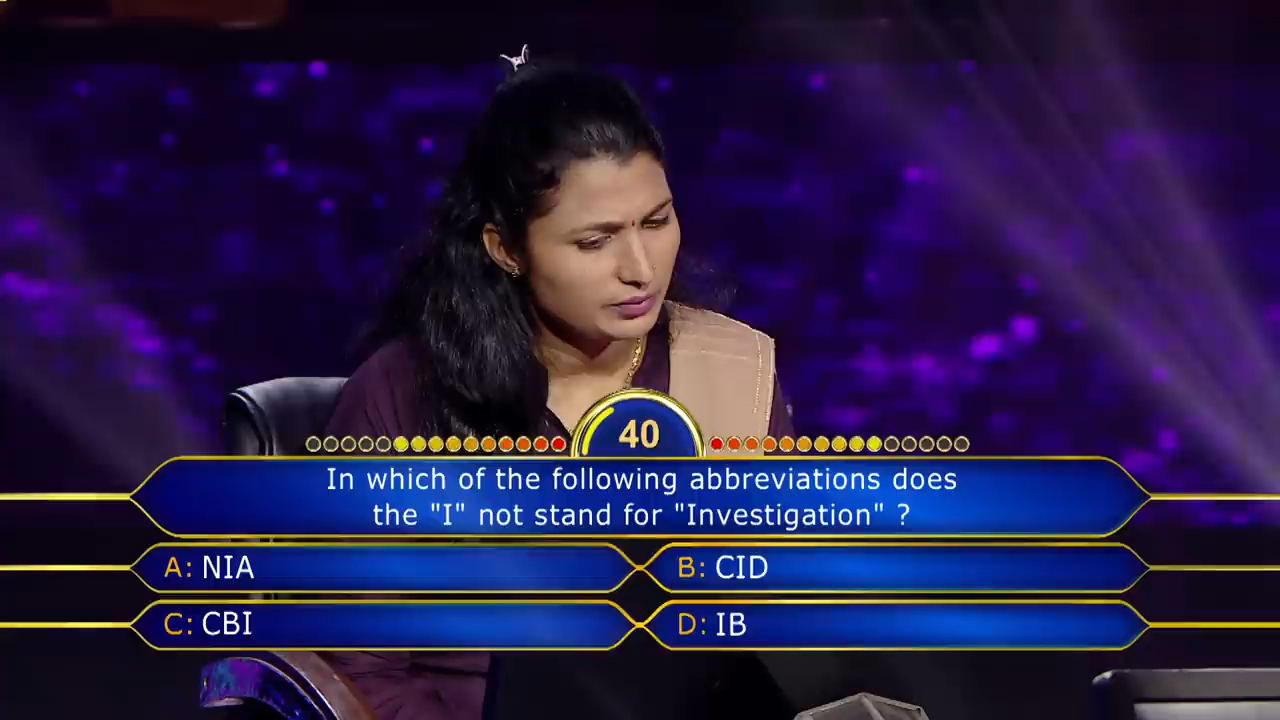 40
In which of the following abbreviations does
the "I" not stand for "Investigation" ?
A: NIA
B: CID
C: CBI
D: IB